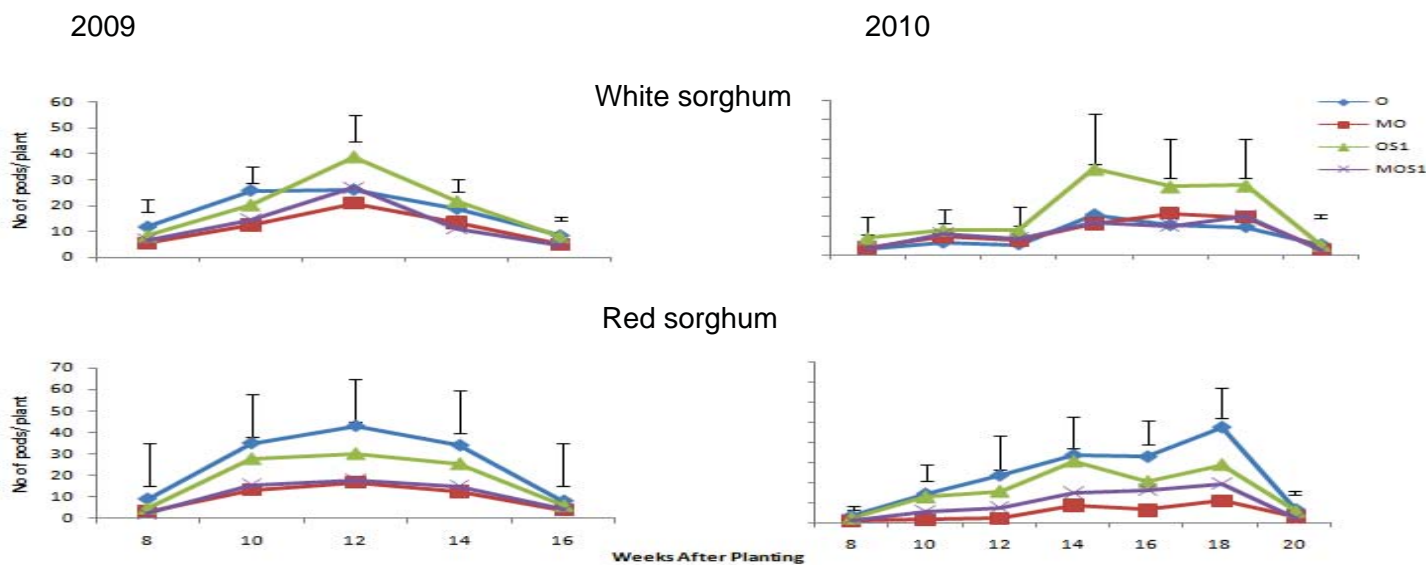 2009
2010
White sorghum
No of pods/plant
60
50
40
30
20
10
0
O
MO
OS1
MOS1
Red sorghum
No of pods/plant
70
60
50
40
30
20
10
0
8 10 12 14 16
8 10 12 14 16 18 20
Weeks After Planting